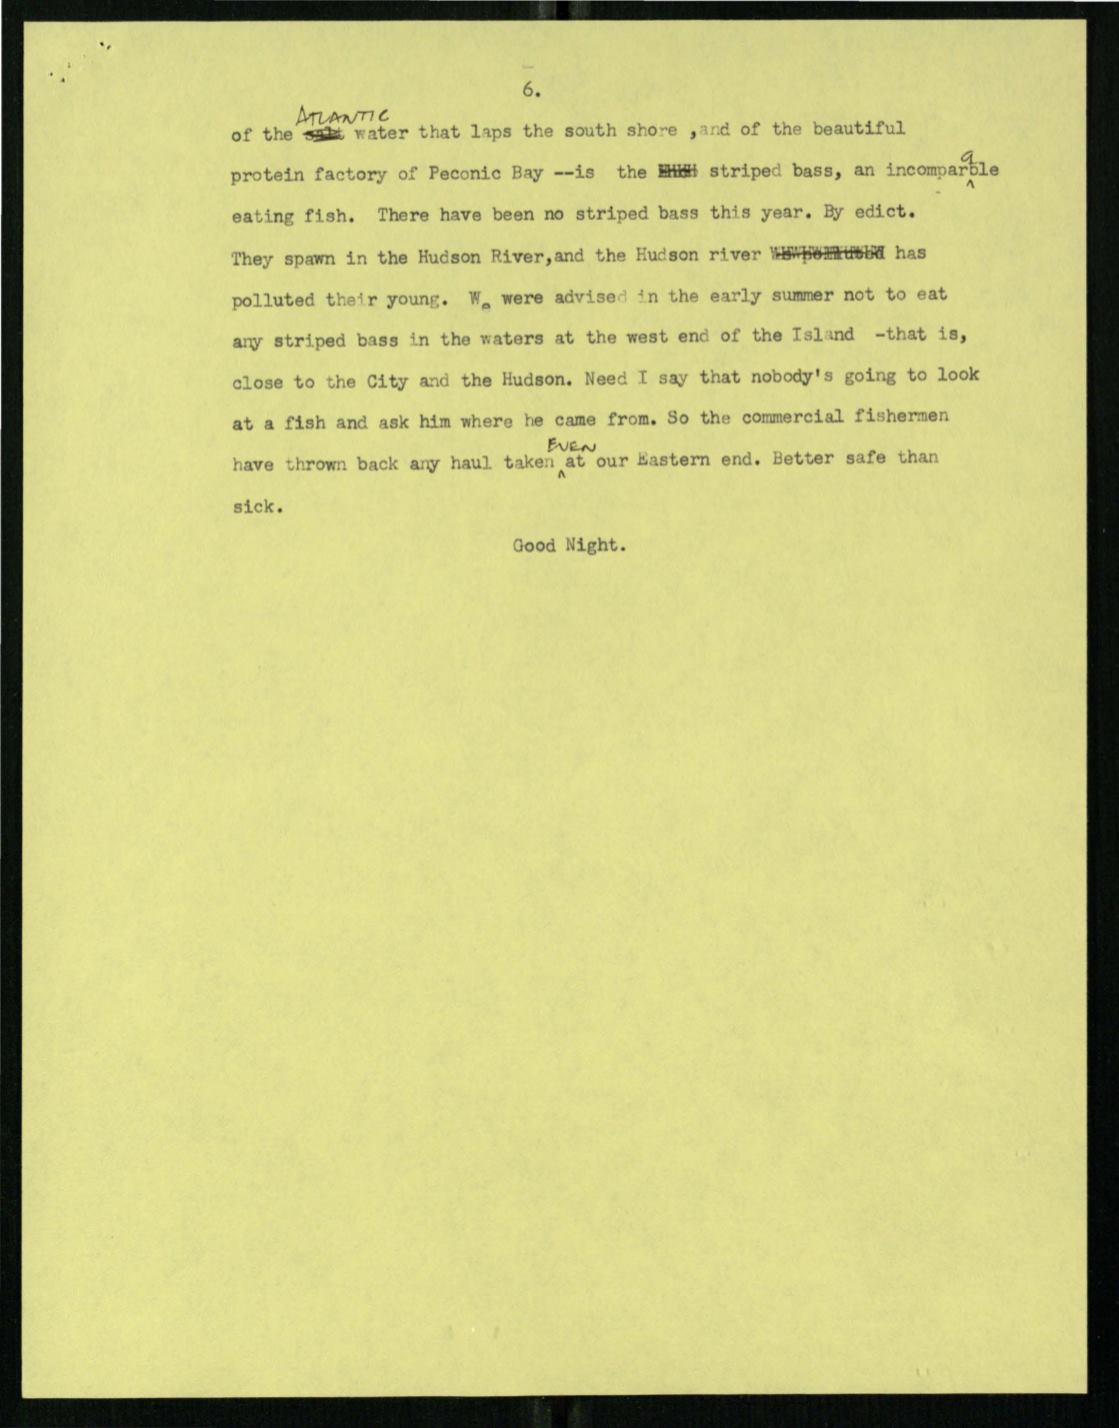 6.
ATLANTIC
of the salt water that laps the south shore ,and of the beautiful
a
protein factory of Peconic Bay --is the striped bass, an incomparble
eating fish. There have been no striped bass this year. By edict.
They spawn in the Hudson River,and the Hudson river has
polluted their young. We were advised in the early summer not to eat
any striped bass in the waters at the west end of the Island -that is,
close to the City and the Hudson. Need I say that nobody's going to look
at a fish and ask him where he came from. So the commercial fishermen
EVEN
have thrown back any haul taken at our Eastern end. Better safe than
sick.
Good Night.